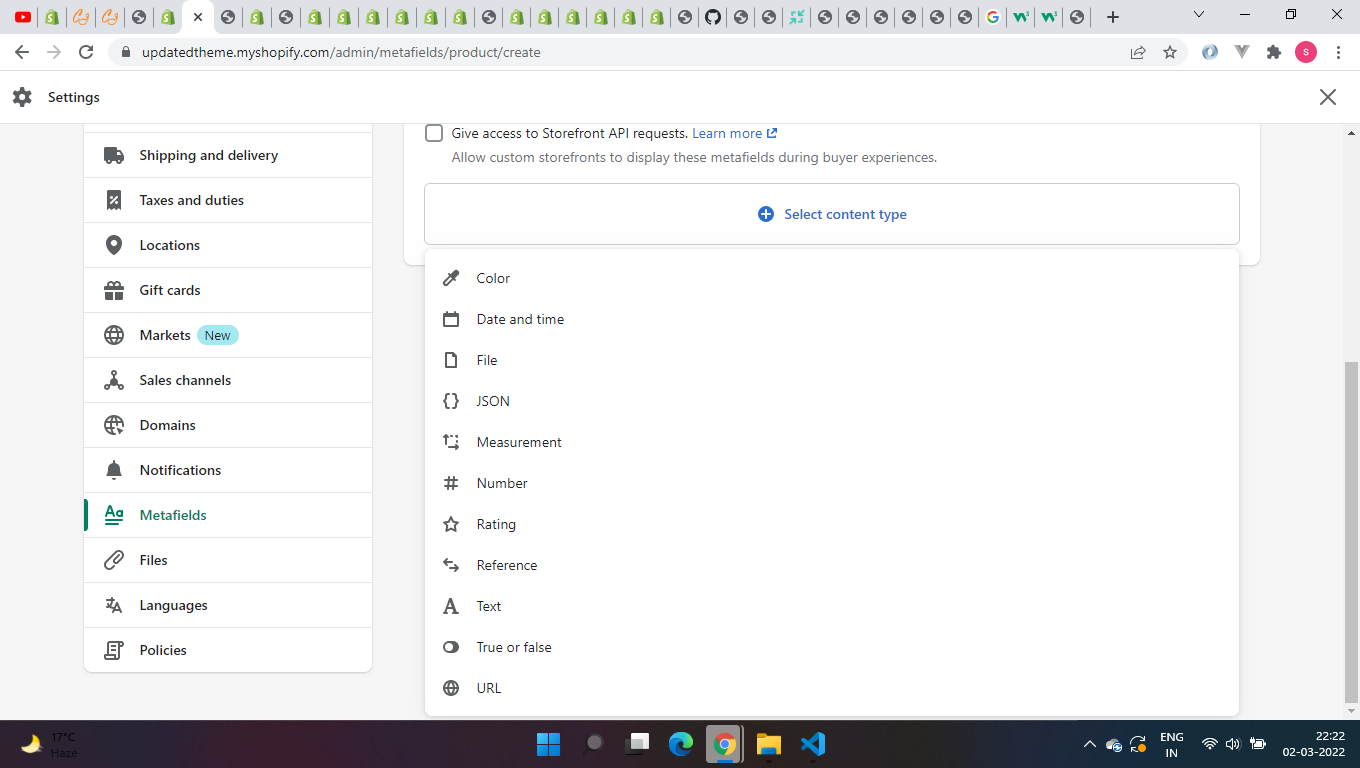 updatedtheme.myshopify.com/admin/metafields/product/create
S
Settings
Give access to Storefront API requests. Learn more
Allow custom storefronts to display these metafields during buyer experiences.
Select content type
Shipping and delivery
Taxes and duties
Locations
Gift cards
Markets New
Sales channels
Domains
Notifications
Metafields
Files
Languages
Policies
Color
Date and time
File
JSON
Measurement
Number
Rating
Reference
Text
True or false
URL
17°C
Haze
ENG
IN
22:22
02-03-2022